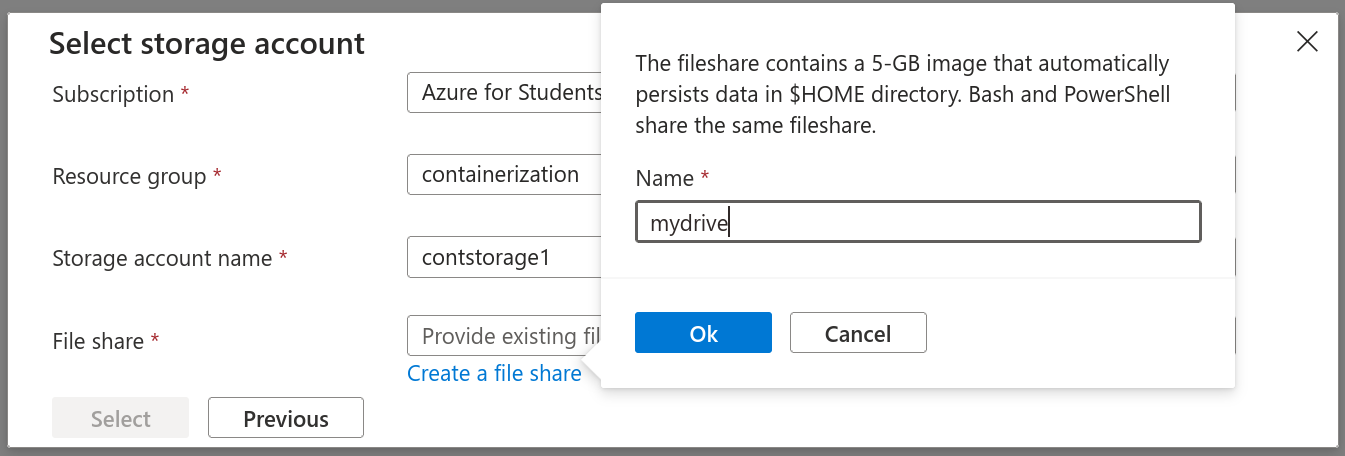 Select storage account
Subscription *
Azure for Students
Resource group *
containerization
Storage account name *
contstorage1
File share *
Provide existing fil
Create a file share
Select
Previous
The fileshare contains a 5-GB image that automatically
persists data in $HOME directory. Bash and PowerShell
share the same fileshare.
Name *
mydrive
Ok
Cancel